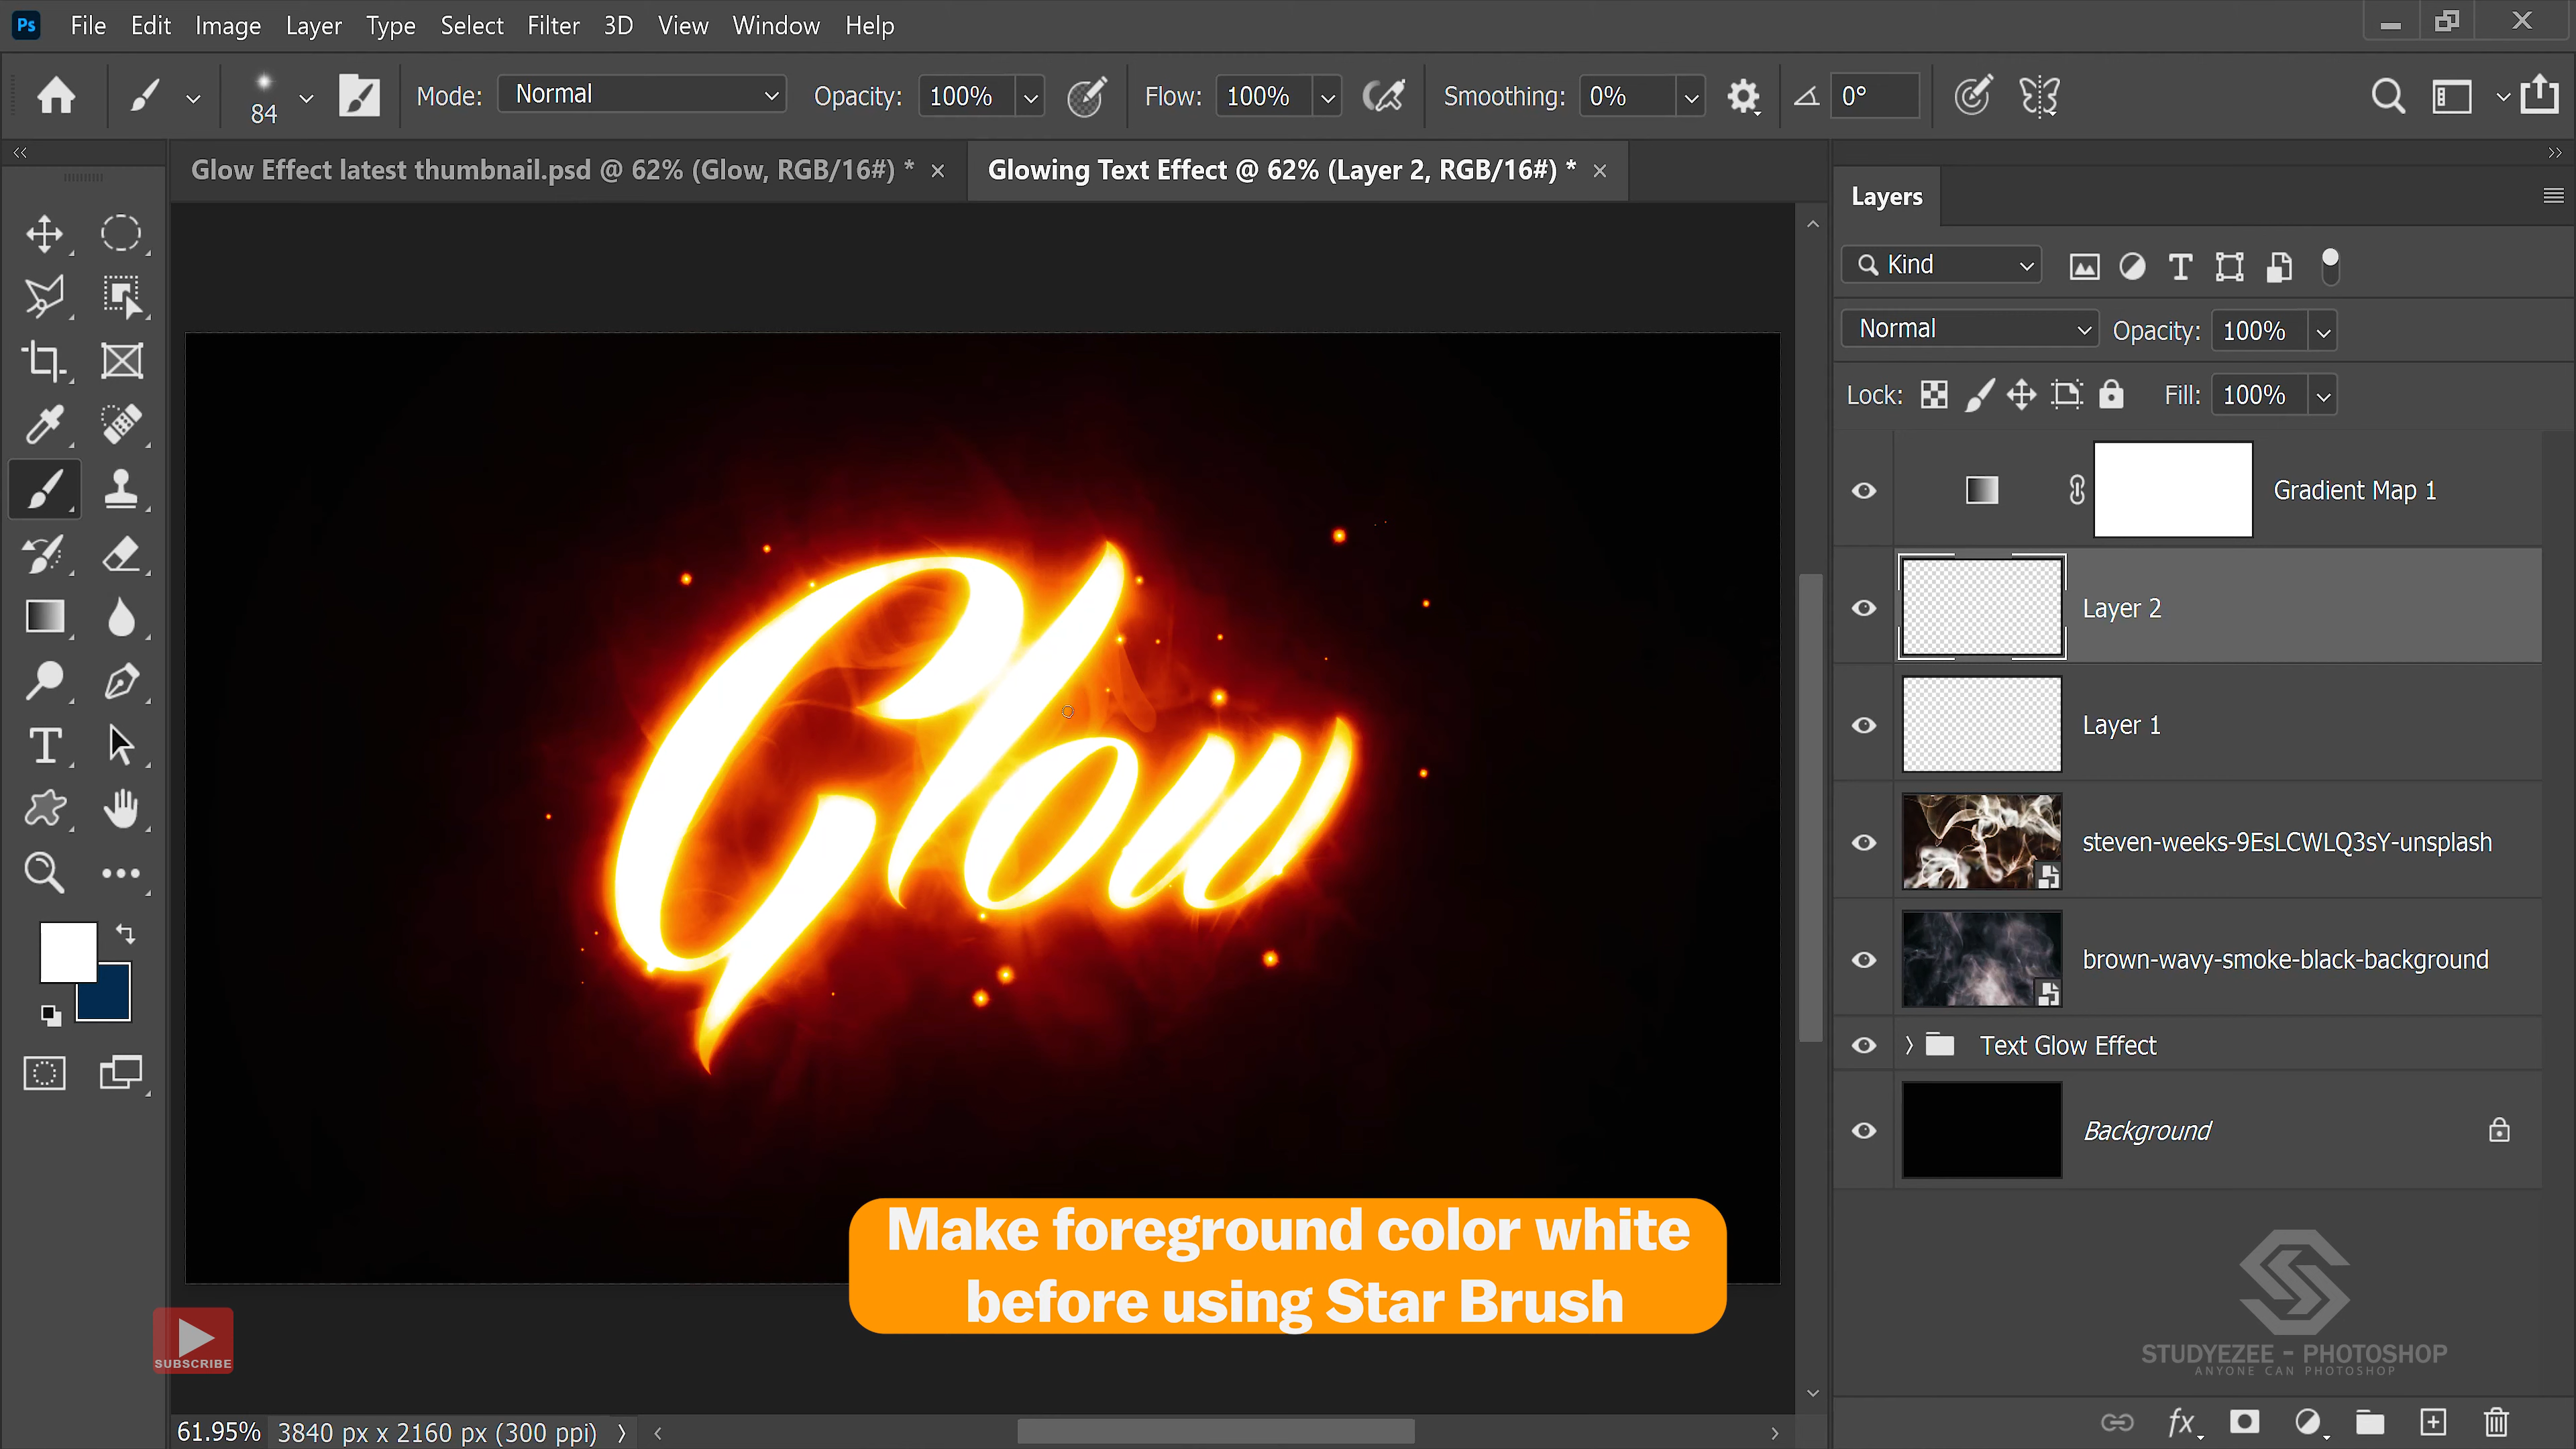 Ps File Edit Image Layer Type Select Filter 3D View Window Help
84 Mode: Normal Opacity: 100% Flow: 100% Smoothing: 0% 0°
Glow Effect latest thumbnail.psd @ 62% (Glow, RGB/16#) * ×
Glowing Text Effect @ 62% (Layer 2, RGB/16#) * ×
Layers
Kind
Normal Opacity: 100%
Lock: Fill: 100%
Gradient Map 1
Layer 2
Layer 1
steven-weeks-9EsLCWLQ3sY-unsplash
brown-wavy-smoke-black-background
Text Glow Effect
Background
Glow
Make foreground color white
before using Star Brush
SUBSCRIBE
STUDYEZEE - PHOTOSHOP
ANYONE CAN PHOTOSHOP
61.95% 3840 px x 2160 px (300 ppi)
fx